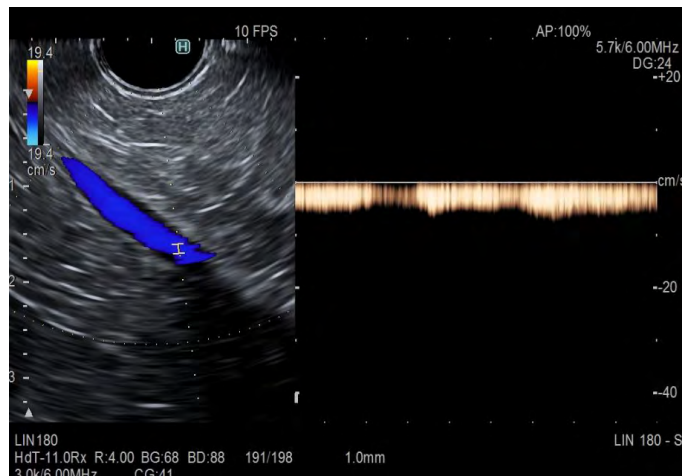 10 FPS
AP:100%
19.4
H
5.7k/6.00MHz
DG:24
+20
19.4
cm/s
1
cm/s
2
-20
3
-40
LIN180
LIN 180 - S
HdT-11.0Rx R:4.00 BG:68 BD:88 191/198 1.0mm
3.0k/6.00MHz CG:41